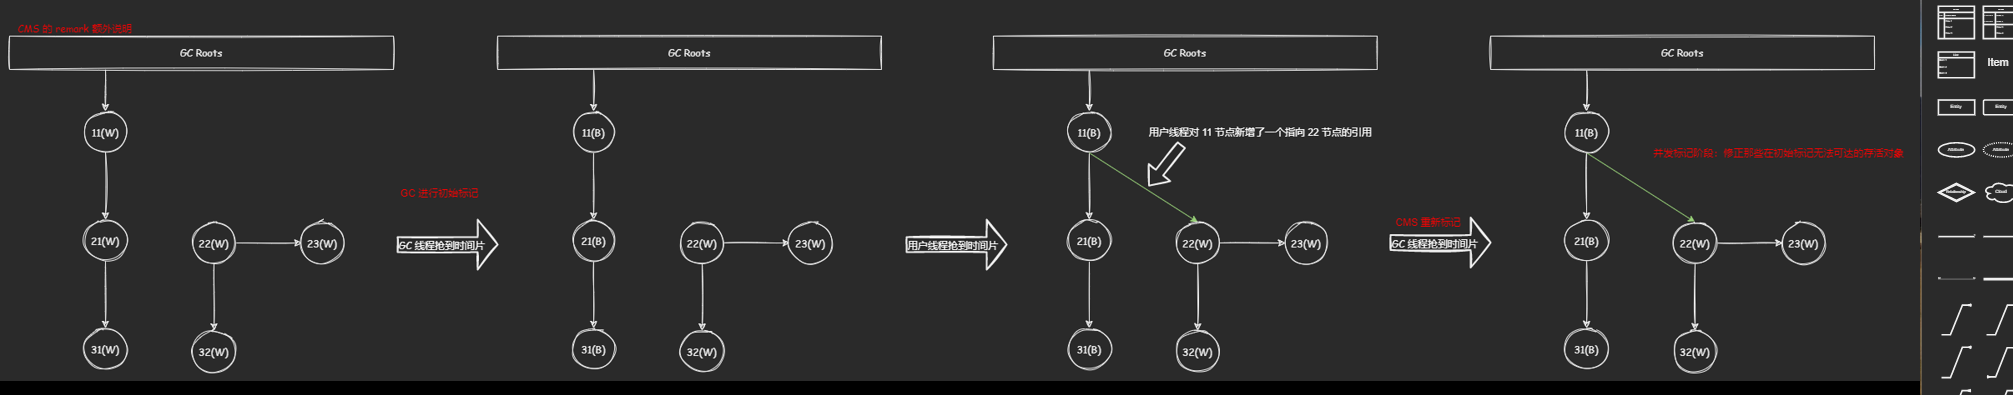 CMS 的 remark 额外说明
GC Roots
11(W)
21(W)
22(W)
23(W)
31(W)
32(W)
GC 进行初始标记
GC 线程抢到时间片
GC Roots
11(B)
21(B)
22(W)
23(W)
31(B)
32(W)
用户线程抢到时间片
GC Roots
11(B)
用户线程对 11 节点新增了一个指向 22 节点的引用
21(B)
22(W)
23(W)
31(B)
32(W)
CMS 重新标记
GC 线程抢到时间片
GC Roots
11(B)
并发标记阶段：修正那些在初始标记无法可达的存活对象
21(B)
22(W)
23(W)
31(B)
32(W)
Item
Entity
Entity
Attribute
Attribute
Relationship
Cloud